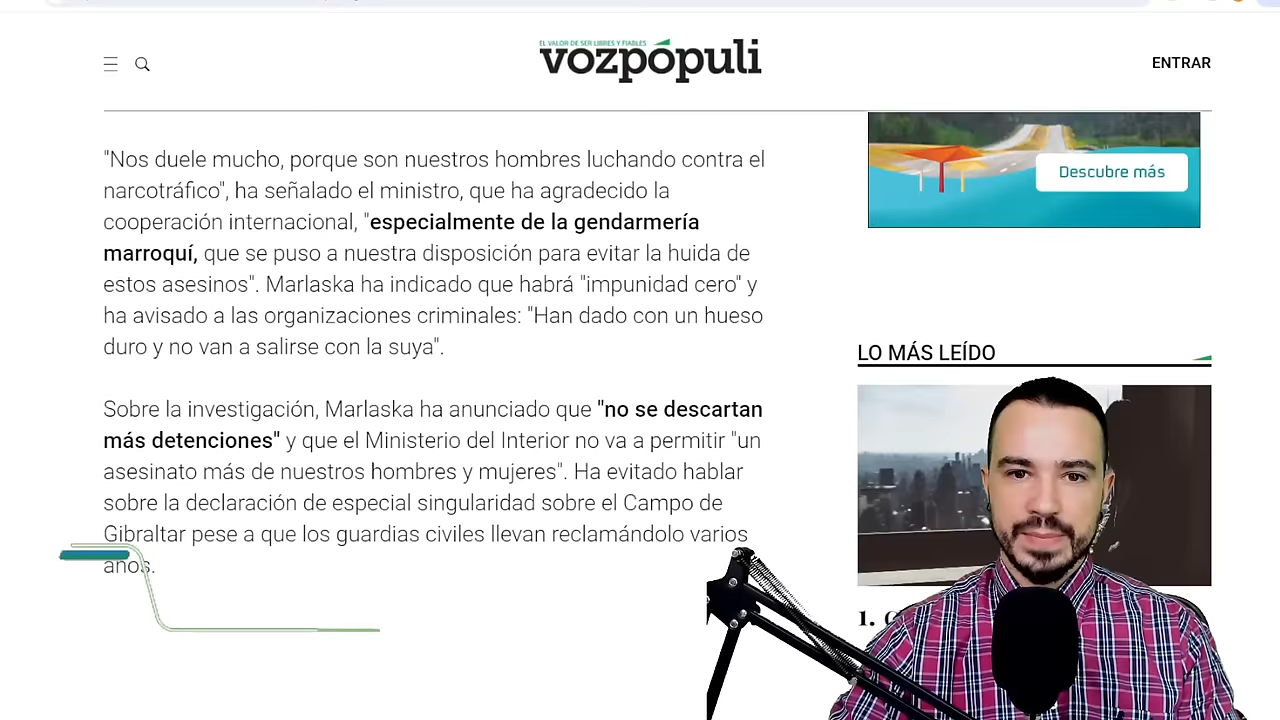 EL VALOR DE SER LIBRES Y FIABLES
vozpópuli
ENTRAR
"Nos duele mucho, porque son nuestros hombres luchando contra el
narcotráfico", ha señalado el ministro, que ha agradecido la
cooperación internacional, "especialmente de la gendarmería
marroquí, que se puso a nuestra disposición para evitar la huida de
estos asesinos". Marlaska ha indicado que habrá "impunidad cero" y
ha avisado a las organizaciones criminales: "Han dado con un hueso
duro y no van a salirse con la suya".
Sobre la investigación, Marlaska ha anunciado que "no se descartan
más detenciones" y que el Ministerio del Interior no va a permitir "un
asesinato más de nuestros hombres y mujeres". Ha evitado hablar
sobre la declaración de especial singularidad sobre el Campo de
Gibraltar pese a que los guardias civiles llevan reclamándolo varios
años.
Descubre más
LO MÁS LEÍDO
1.